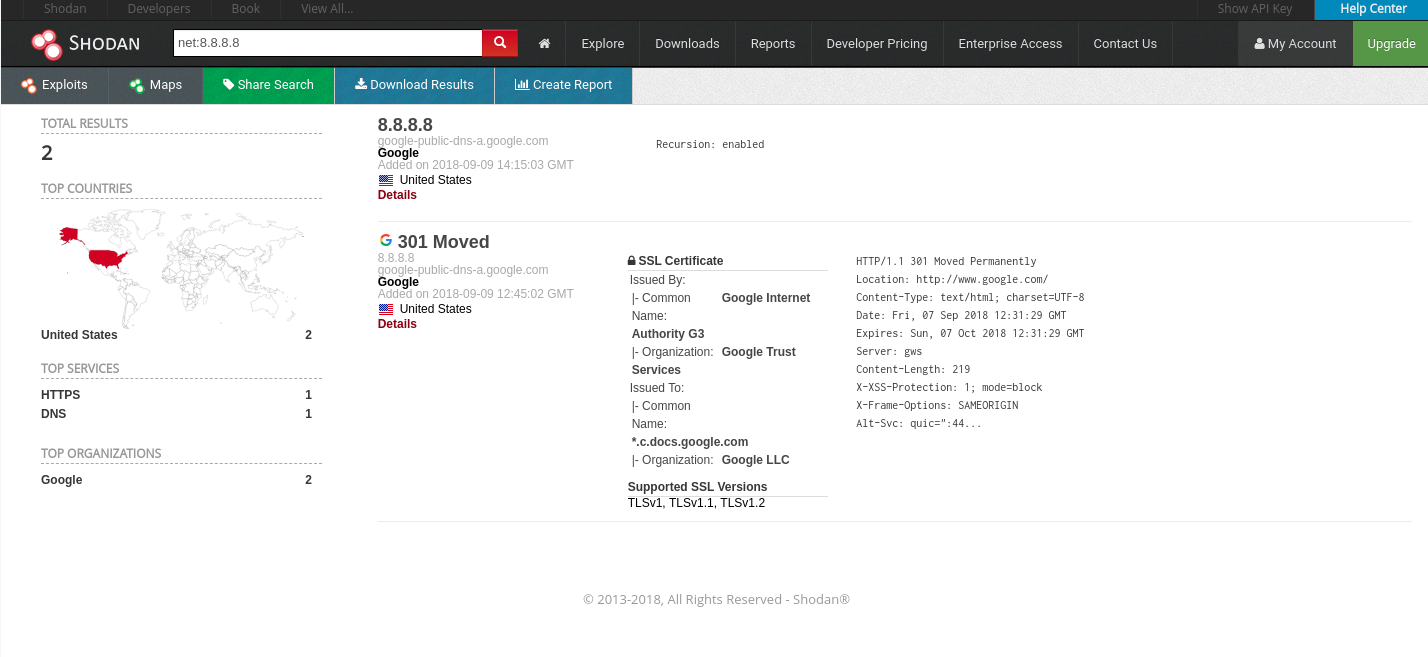 Shodan Developers Book View All... Show API Key Help Center
SHODAN net:8.8.8.8 Explore Downloads Reports Developer Pricing Enterprise Access Contact Us My Account Upgrade
Exploits Maps Share Search Download Results Create Report
TOTAL RESULTS
2
TOP COUNTRIES
United States 2
TOP SERVICES
HTTPS 1
DNS 1
TOP ORGANIZATIONS
Google 2
8.8.8.8
google-public-dns-a.google.com
Google
Added on 2018-09-09 14:15:03 GMT
United States
Details
Recursion: enabled
301 Moved
8.8.8.8
google-public-dns-a.google.com
Google
Added on 2018-09-09 12:45:02 GMT
United States
Details
SSL Certificate
Issued By:
|- Common Google Internet
Name:
Authority G3
|- Organization: Google Trust
Services
Issued To:
|- Common
Name:
*.c.docs.google.com
|- Organization: Google LLC
Supported SSL Versions
TLSv1, TLSv1.1, TLSv1.2
HTTP/1.1 301 Moved Permanently
Location: http://www.google.com/
Content-Type: text/html; charset=UTF-8
Date: Fri, 07 Sep 2018 12:31:29 GMT
Expires: Sun, 07 Oct 2018 12:31:29 GMT
Server: gws
Content-Length: 219
X-XSS-Protection: 1; mode=block
X-Frame-Options: SAMEORIGIN
Alt-Svc: quic=":44...
© 2013-2018, All Rights Reserved - Shodan®